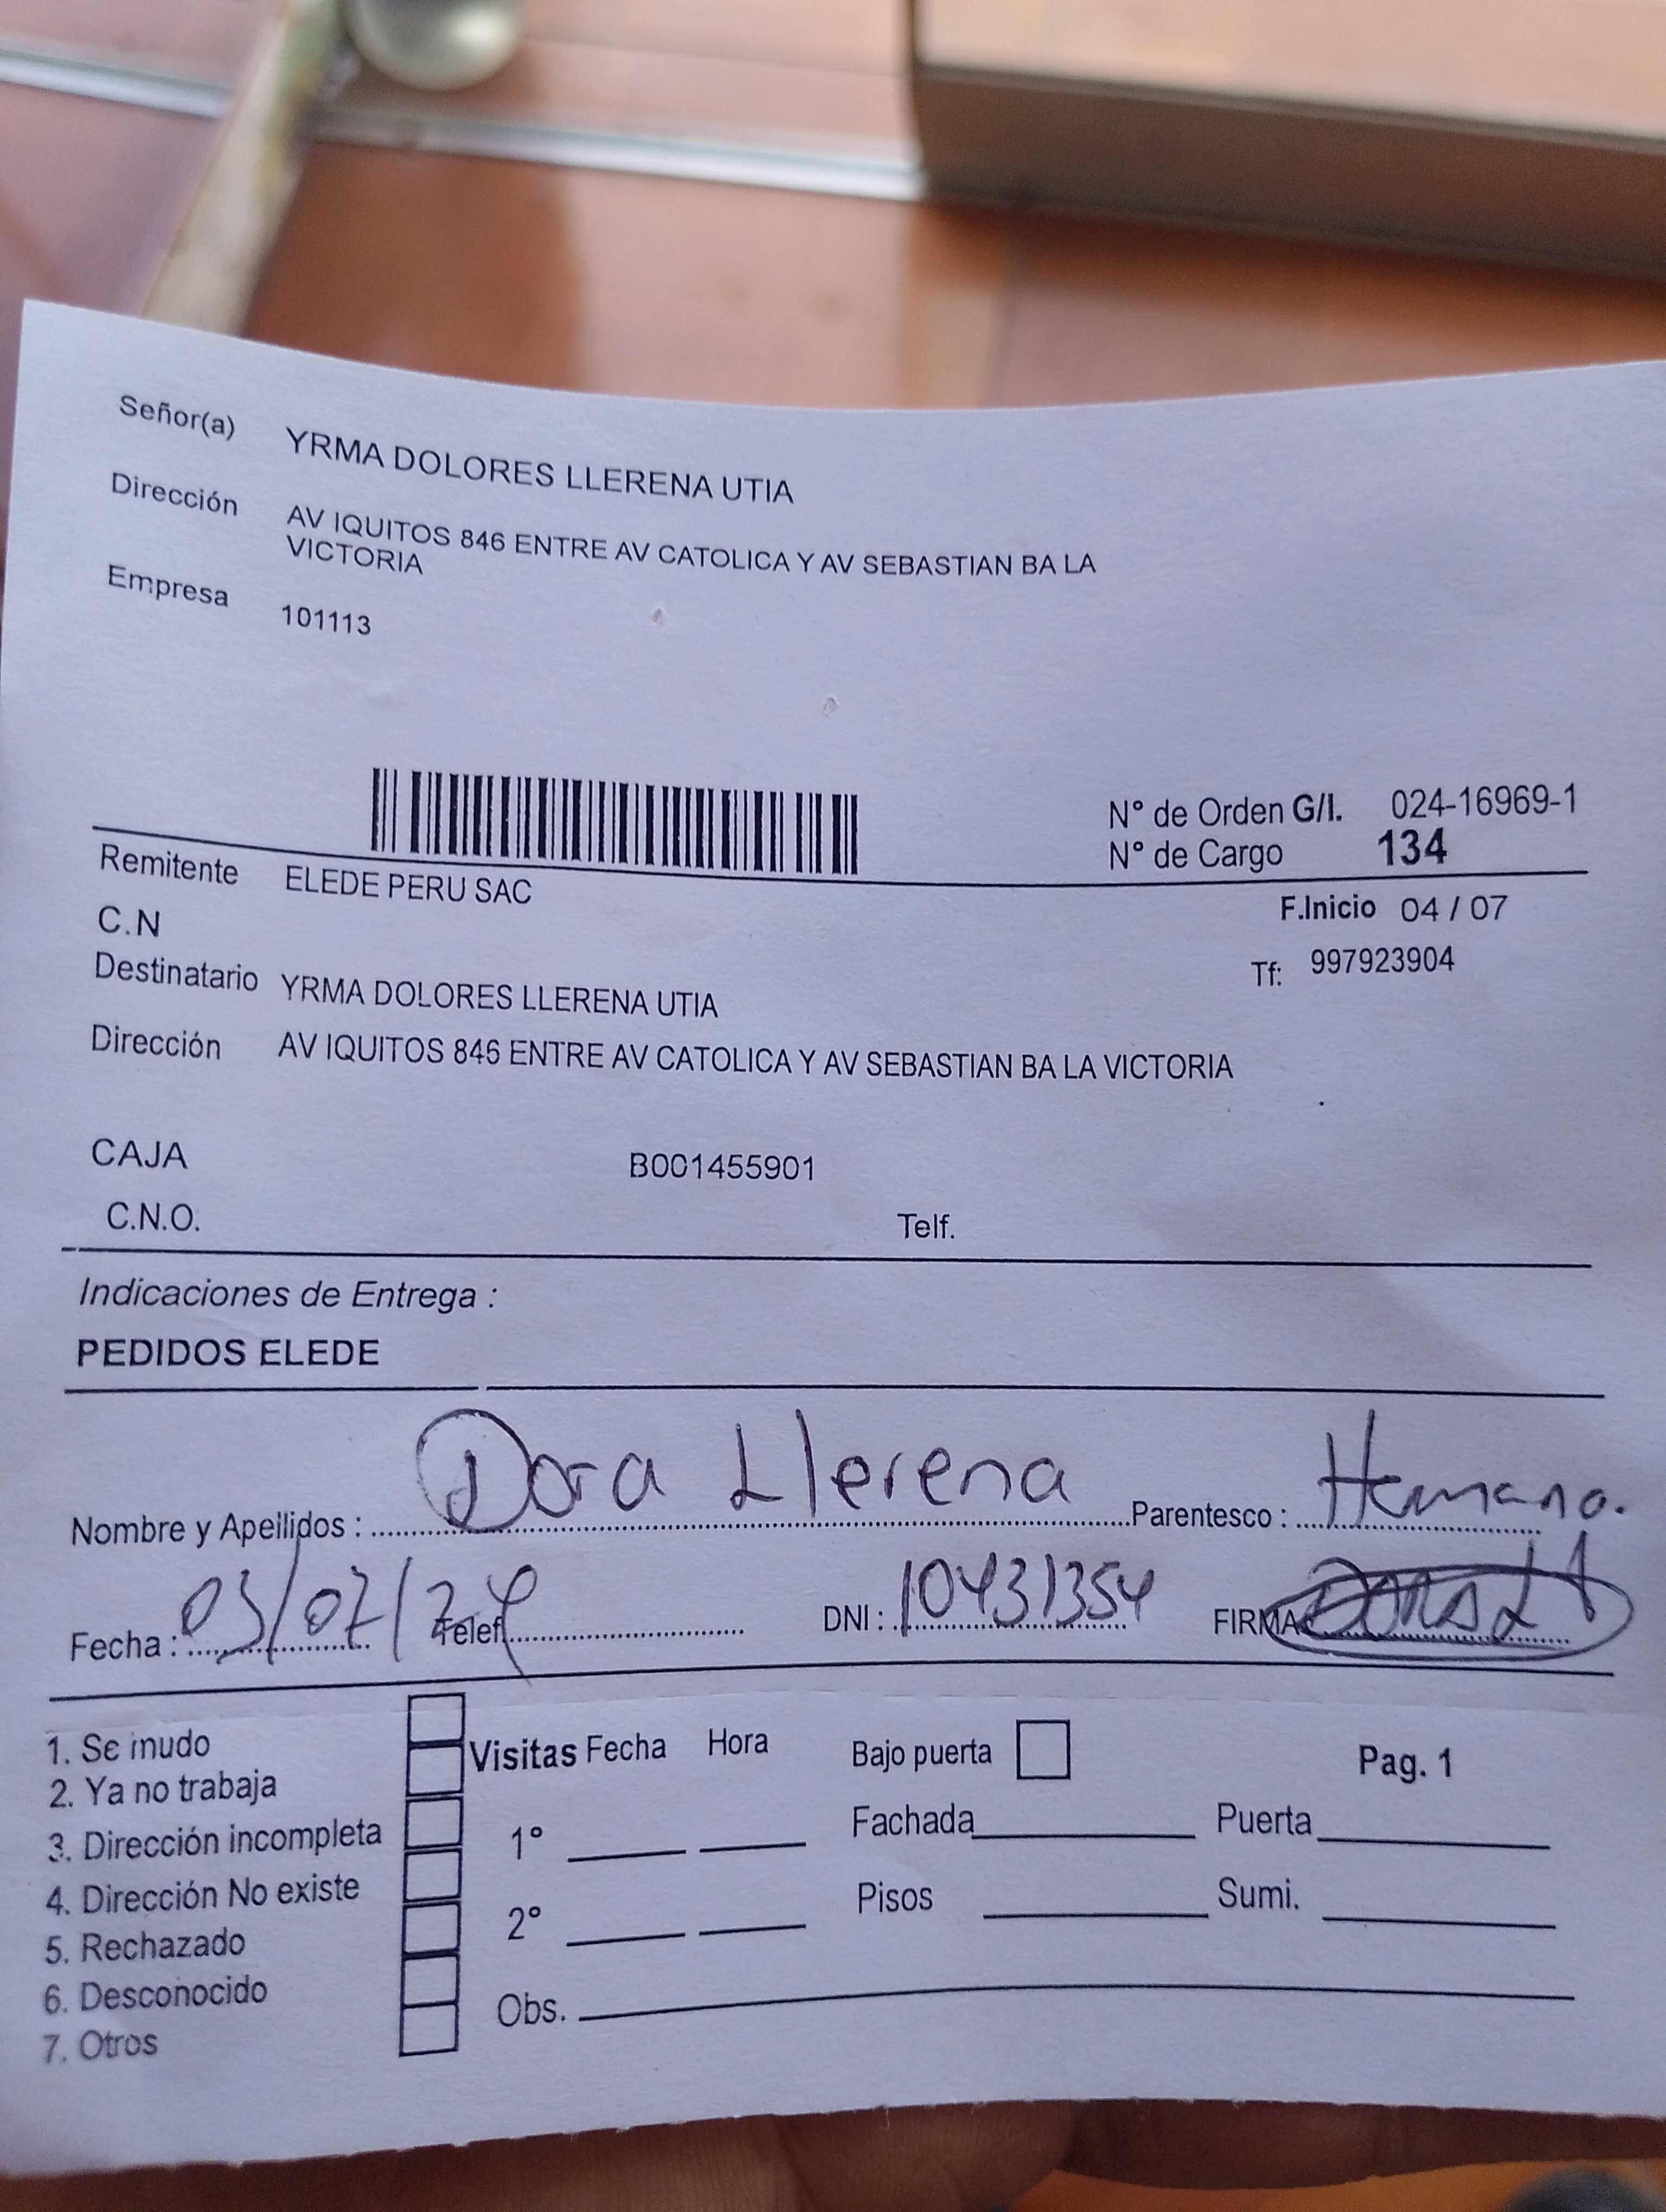 Señor(a) YRMA DOLORES LLERENA UTIA
Dirección AV IQUITOS 846 ENTRE AV CATOLICA Y AV SEBASTIAN BA LA
VICTORIA
Empresa 101113
N° de Orden G/I. 024-16969-1
N° de Cargo 134
Remitente ELEDE PERU SAC
F.Inicio 04 / 07
C.N
Tf: 997923904
Destinatario YRMA DOLORES LLERENA UTIA
Dirección AV IQUITOS 846 ENTRE AV CATOLICA Y AV SEBASTIAN BA LA VICTORIA
CAJA B001455901
C.N.O. Telf.
Indicaciones de Entrega :
PEDIDOS ELEDE
Nombre y Apellidos : Dora Llerena Parentesco : Hermana.
Fecha : 03/07/24 Telef. DNI : 10431354 FIRMA
1. Se mudo
2. Ya no trabaja
3. Dirección incompleta
4. Dirección No existe
5. Rechazado
6. Desconocido
7. Otros
Visitas Fecha Hora
1°
2°
Obs.
Bajo puerta
Fachada Puerta
Pisos Sumi.
Pag. 1